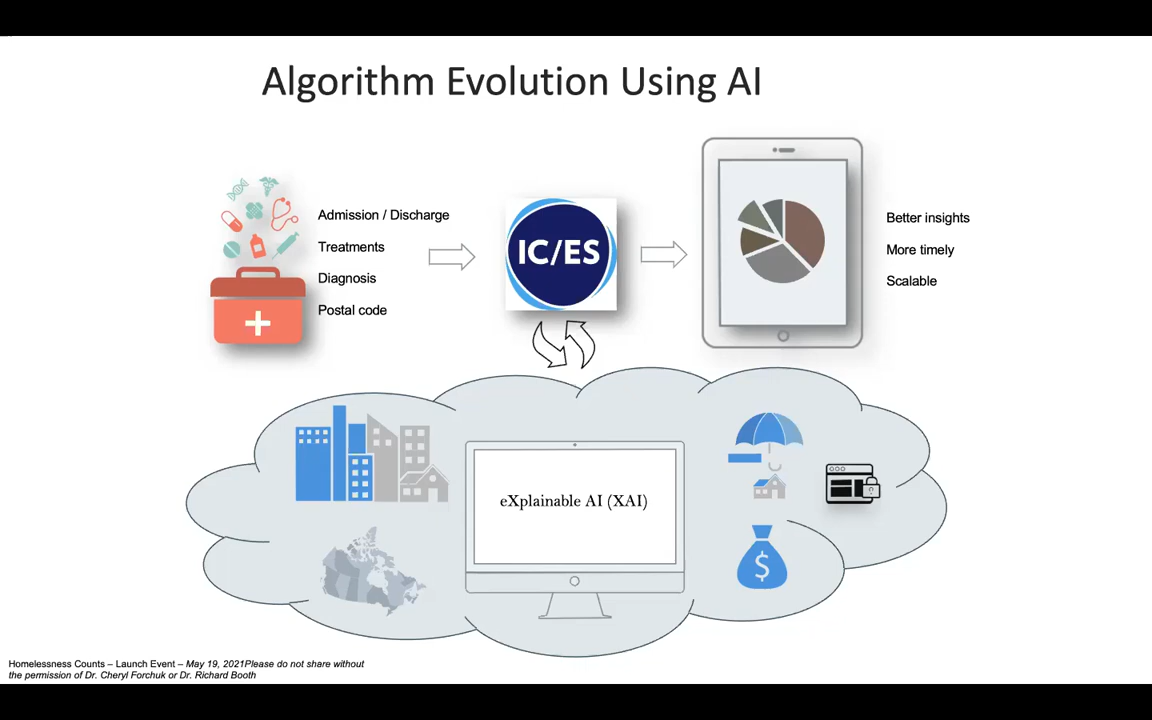 Algorithm Evolution Using AI
Admission / Discharge
Treatments
Diagnosis
Postal code
IC/ES
Better insights
More timely
Scalable
eXplainable AI (XAI)
$
Homelessness Counts – Launch Event – May 19, 2021Please do not share without
the permission of Dr. Cheryl Forchuk or Dr. Richard Booth